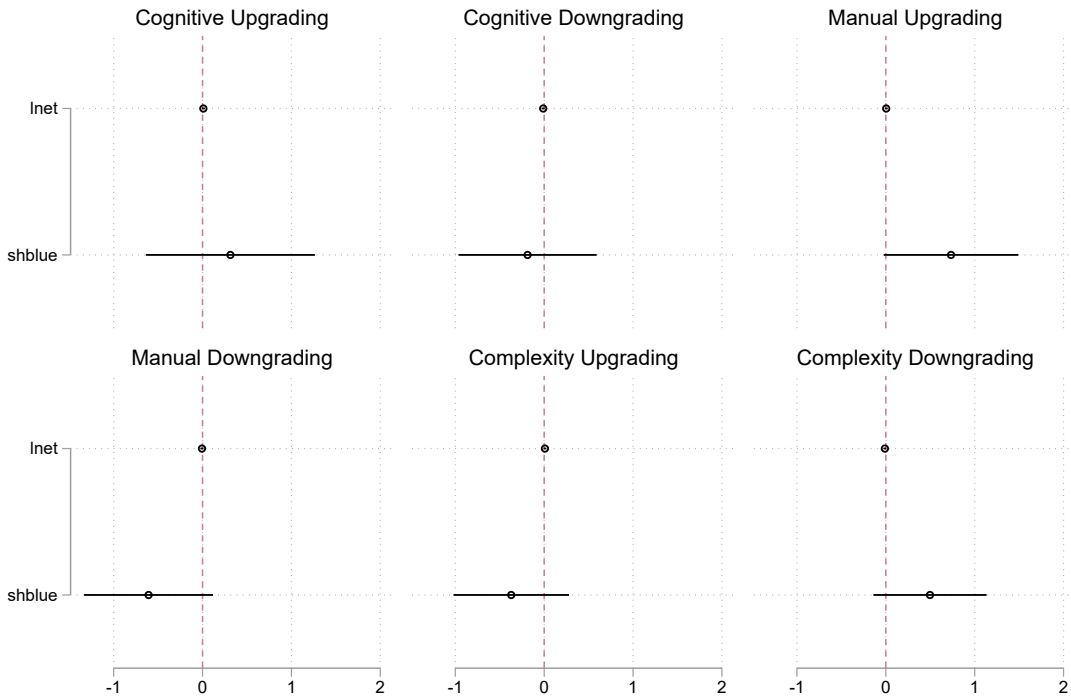 Cognitive Upgrading
Cognitive Downgrading
Manual Upgrading
lnet
shblue
Manual Downgrading
Complexity Upgrading
Complexity Downgrading
lnet
shblue
-1 0 1 2
-1 0 1 2
-1 0 1 2